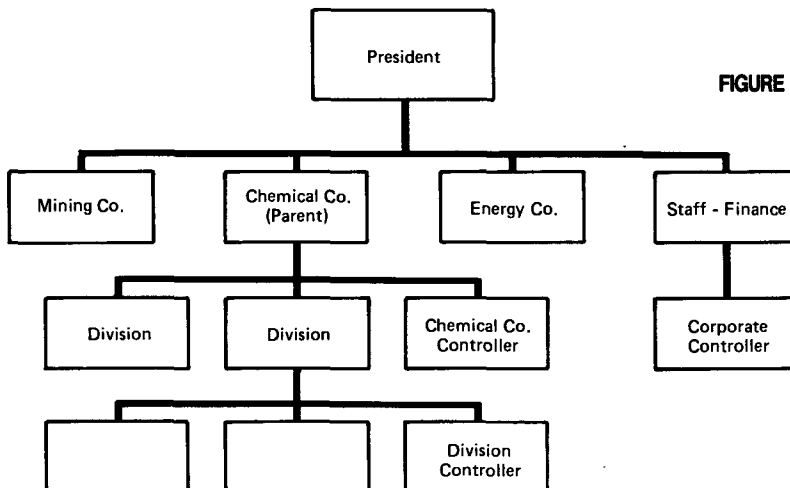 President
FIGURE
Mining Co.
Chemical Co.
(Parent)
Energy Co.
Staff - Finance
Division
Division
Chemical Co.
Controller
Corporate
Controller
Division
Controller